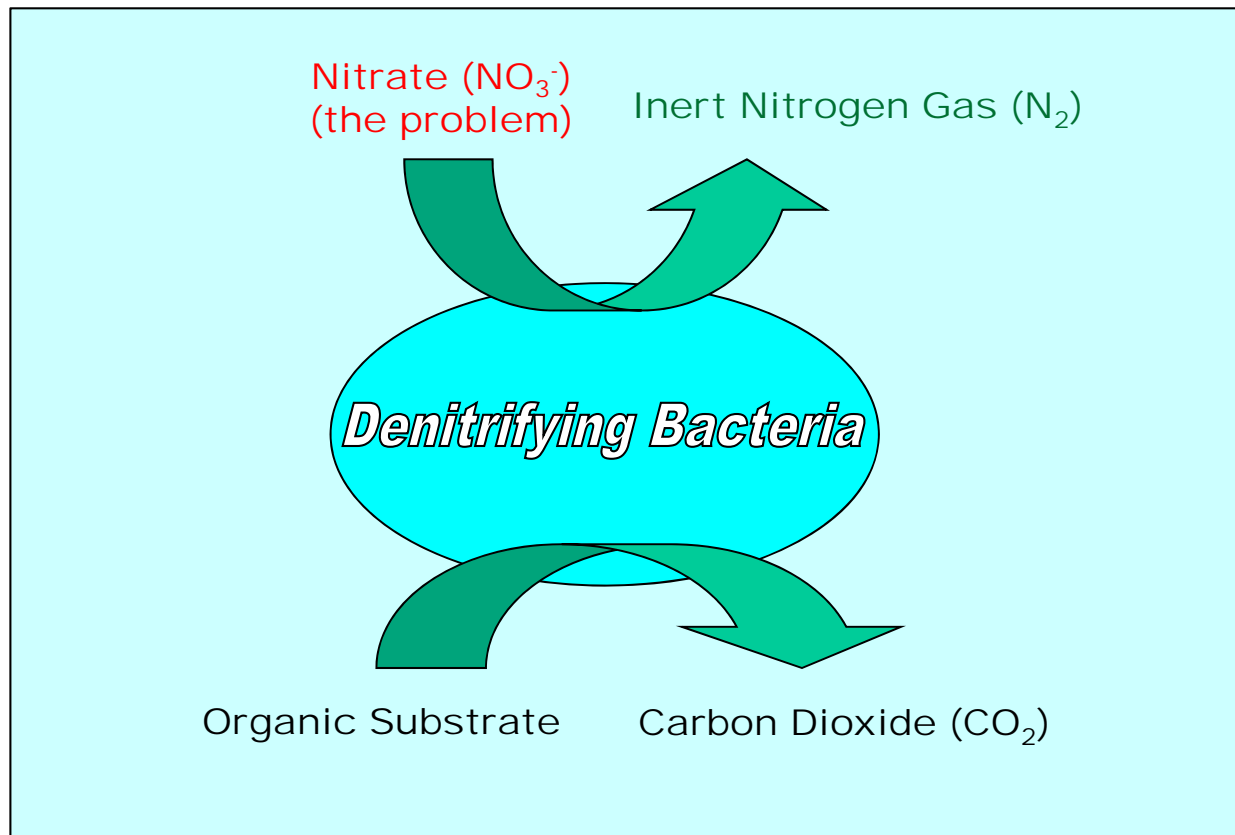 Nitrate (NO₃⁻)
(the problem)
Inert Nitrogen Gas (N₂)
Denitrifying Bacteria
Organic Substrate
Carbon Dioxide (CO₂)